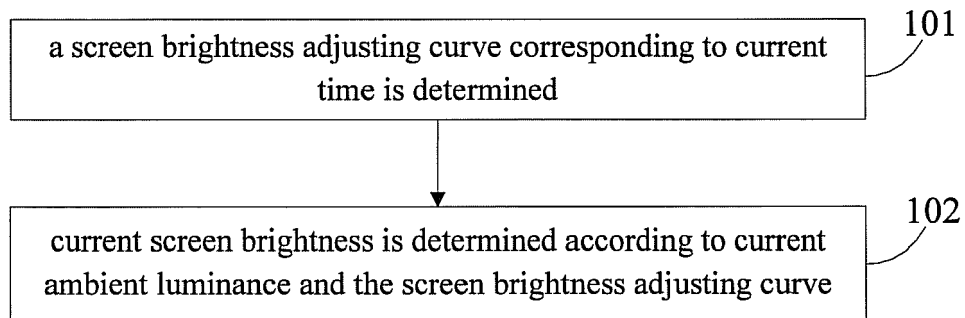 a screen brightness adjusting curve corresponding to current
time is determined
101
current screen brightness is determined according to current
ambient luminance and the screen brightness adjusting curve
102